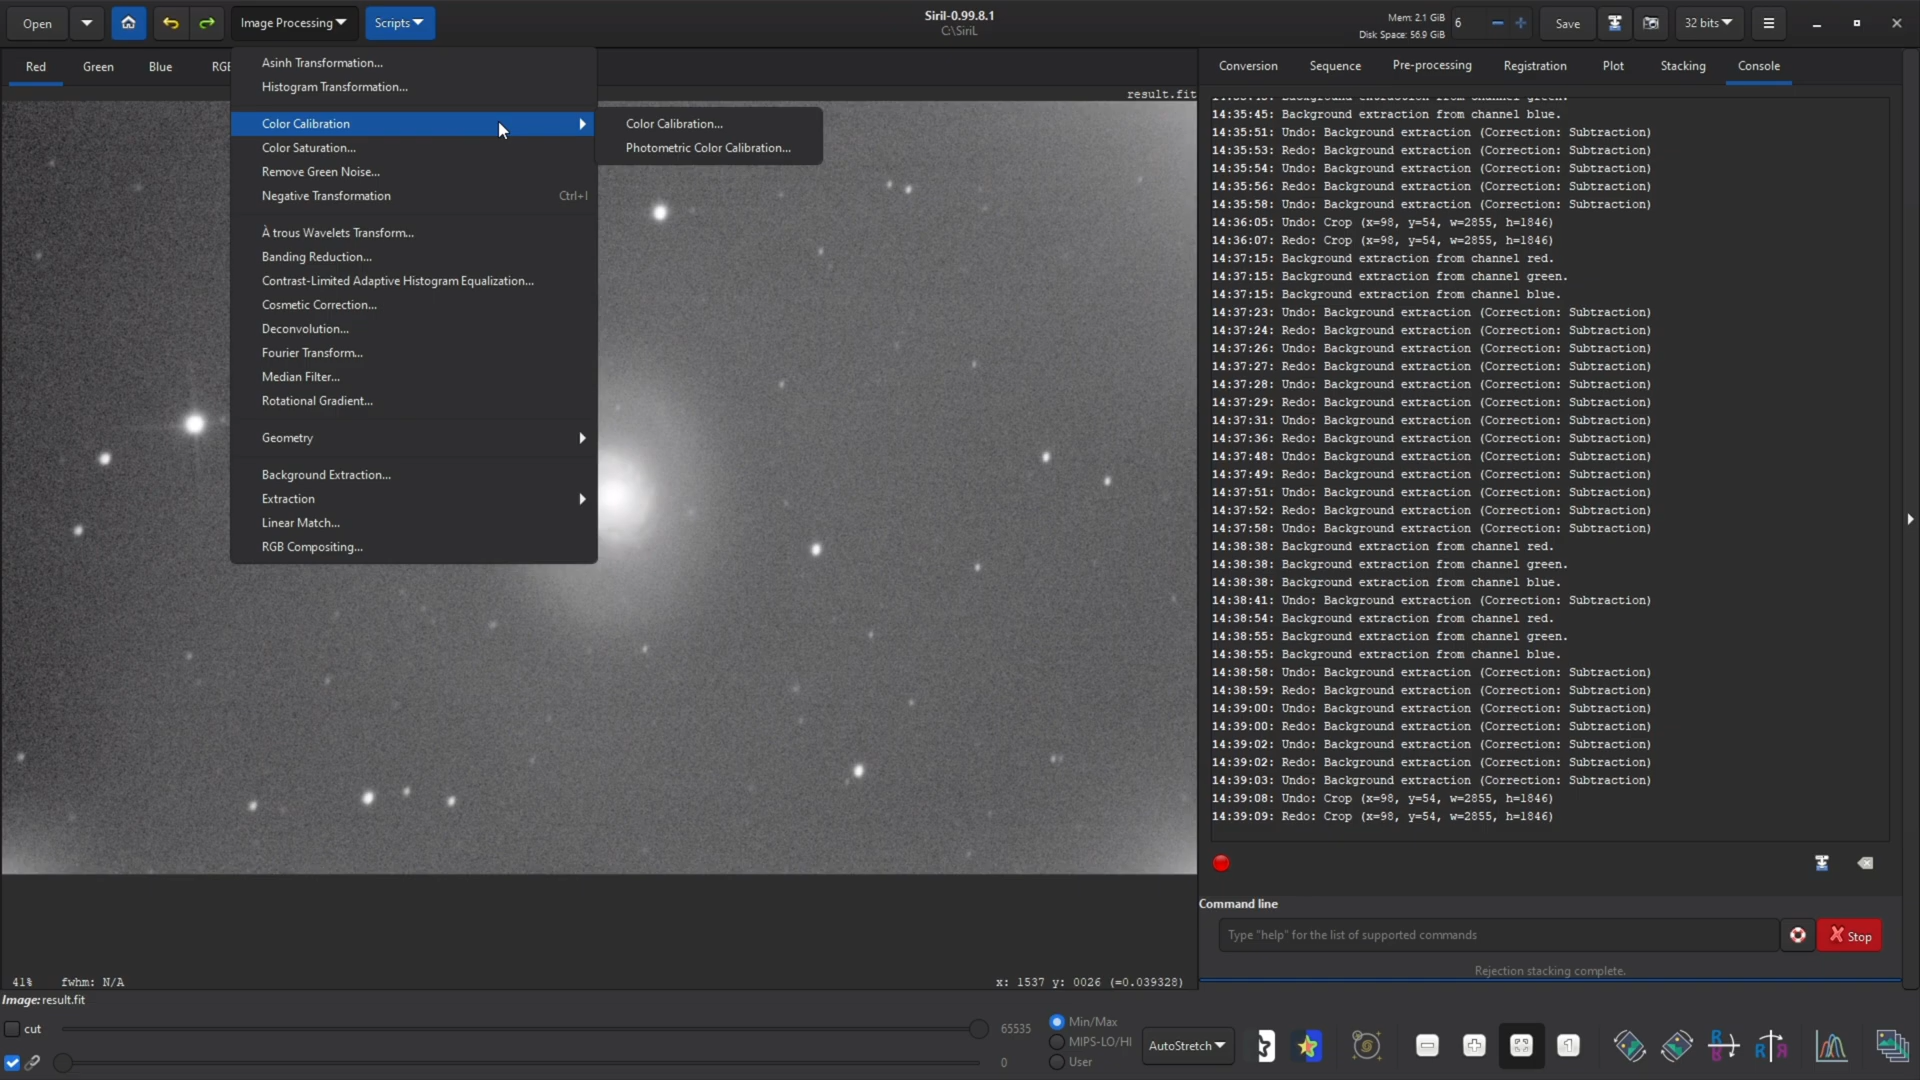 Open
Image Processing
Scripts
Siril-0.99.8.1
C:\SiriL
Mem: 2.1 GiB
Disk Space: 56.9 GiB
6
Save
32 bits
Red
Green
Blue
RGB
Asinh Transformation...
Histogram Transformation...
Color Calibration
Color Saturation...
Remove Green Noise...
Negative Transformation Ctrl+I
À trous Wavelets Transform...
Banding Reduction...
Contrast-Limited Adaptive Histogram Equalization...
Cosmetic Correction...
Deconvolution...
Fourier Transform...
Median Filter...
Rotational Gradient...
Geometry
Background Extraction...
Extraction
Linear Match...
RGB Compositing...
Color Calibration...
Photometric Color Calibration...
result.fit
Conversion
Sequence
Pre-processing
Registration
Plot
Stacking
Console
14:35:45: Background extraction from channel green.
14:35:45: Background extraction from channel blue.
14:35:51: Undo: Background extraction (Correction: Subtraction)
14:35:53: Redo: Background extraction (Correction: Subtraction)
14:35:54: Undo: Background extraction (Correction: Subtraction)
14:35:56: Redo: Background extraction (Correction: Subtraction)
14:35:58: Undo: Background extraction (Correction: Subtraction)
14:36:05: Undo: Crop (x=98, y=54, w=2855, h=1846)
14:36:07: Redo: Crop (x=98, y=54, w=2855, h=1846)
14:37:15: Background extraction from channel red.
14:37:15: Background extraction from channel green.
14:37:15: Background extraction from channel blue.
14:37:23: Undo: Background extraction (Correction: Subtraction)
14:37:24: Redo: Background extraction (Correction: Subtraction)
14:37:26: Undo: Background extraction (Correction: Subtraction)
14:37:27: Redo: Background extraction (Correction: Subtraction)
14:37:28: Undo: Background extraction (Correction: Subtraction)
14:37:29: Redo: Background extraction (Correction: Subtraction)
14:37:31: Undo: Background extraction (Correction: Subtraction)
14:37:36: Redo: Background extraction (Correction: Subtraction)
14:37:48: Undo: Background extraction (Correction: Subtraction)
14:37:49: Redo: Background extraction (Correction: Subtraction)
14:37:51: Undo: Background extraction (Correction: Subtraction)
14:37:52: Redo: Background extraction (Correction: Subtraction)
14:37:58: Undo: Background extraction (Correction: Subtraction)
14:38:38: Background extraction from channel red.
14:38:38: Background extraction from channel green.
14:38:38: Background extraction from channel blue.
14:38:41: Undo: Background extraction (Correction: Subtraction)
14:38:54: Background extraction from channel red.
14:38:55: Background extraction from channel green.
14:38:55: Background extraction from channel blue.
14:38:58: Undo: Background extraction (Correction: Subtraction)
14:38:59: Redo: Background extraction (Correction: Subtraction)
14:39:00: Undo: Background extraction (Correction: Subtraction)
14:39:00: Redo: Background extraction (Correction: Subtraction)
14:39:02: Undo: Background extraction (Correction: Subtraction)
14:39:02: Redo: Background extraction (Correction: Subtraction)
14:39:03: Undo: Background extraction (Correction: Subtraction)
14:39:08: Undo: Crop (x=98, y=54, w=2855, h=1846)
14:39:09: Redo: Crop (x=98, y=54, w=2855, h=1846)
Command line
Type "help" for the list of supported commands
Stop
Rejection stacking complete.
41% fwhm: N/A
x: 1537 y: 0026 (=0.039328)
Image: result.fit
cut
65535
0
Min/Max
MIPS-LO/HI
User
AutoStretch